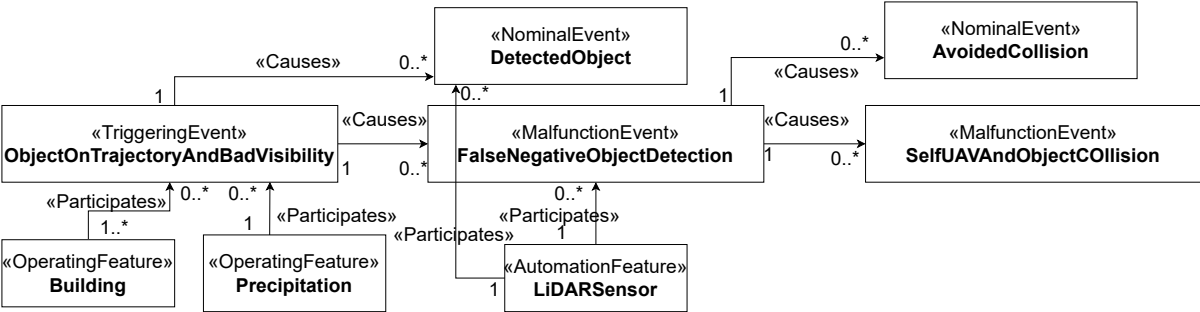 «NominalEvent»
DetectedObject
«NominalEvent»
AvoidedCollision
«Causes»
0..*
0..*
«Causes»
1
0..*
1
«TriggeringEvent»
ObjectOnTrajectoryAndBadVisibility
«Causes»
1
0..*
«MalfunctionEvent»
FalseNegativeObjectDetection
«Causes»
1
0..*
«MalfunctionEvent»
SelfUAVAndObjectCOllision
0..*
0..*
0..*
«Participates»
«Participates»
«Participates»
1..*
1
1
«Participates»
«OperatingFeature»
Building
«OperatingFeature»
Precipitation
«AutomationFeature»
LiDARSensor
1